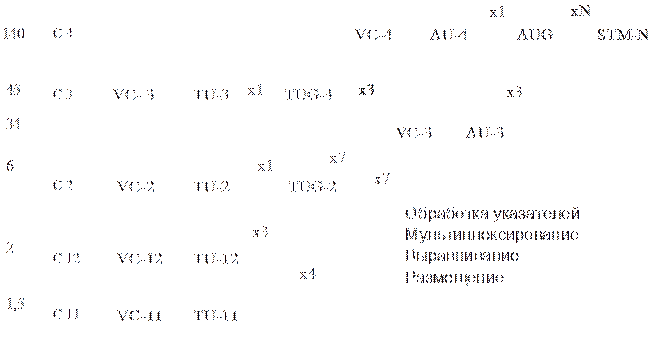 x1 xN
140 C 4 VC-4 AU-4 AUG STM-N
45 C 3 VC-3 TU-3 x1 TUG-3 x3 x3
34
VC-3 AU-3
6 x1 x7
C 2 VC-2 TU-2 TUG-2 x7
Обработка указателей
x3 Мультиплексирование
2 C 12 VC-12 TU-12 Выравнивание
x4 Размещение
1,5 C 11 VC-11 TU-11